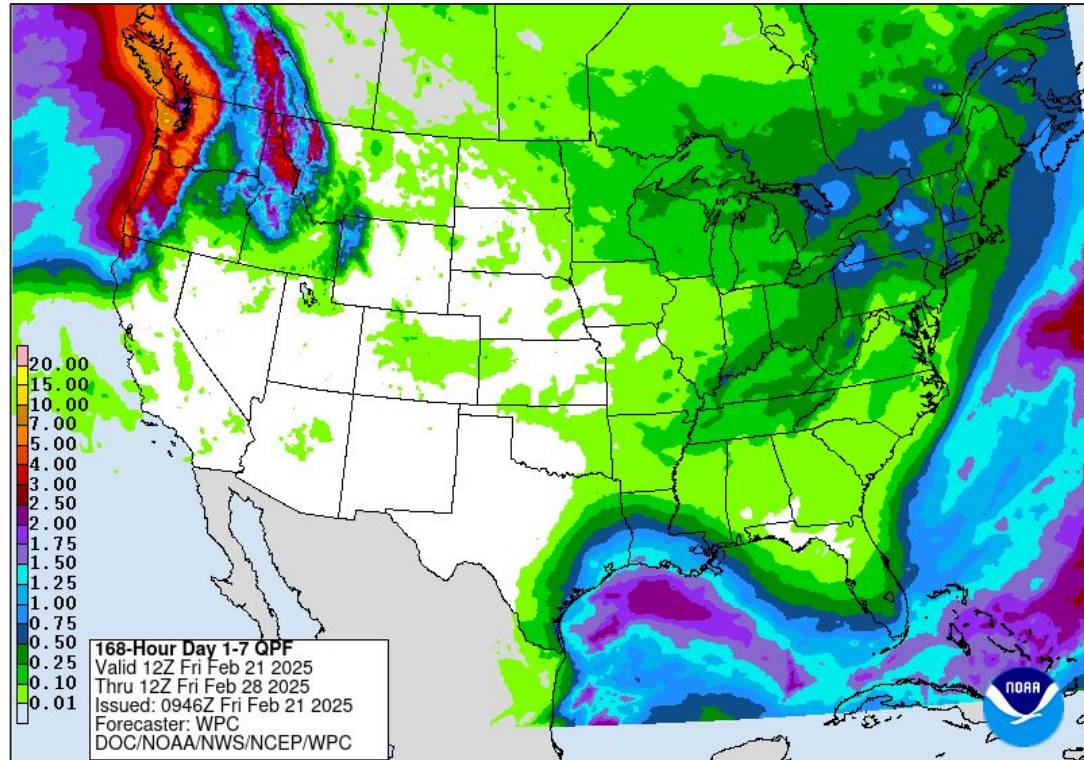 20.00
15.00
10.00
7.00
5.00
4.00
3.00
2.50
2.00
1.75
1.50
1.25
1.00
0.50
0.25
0.10
0.01
168-Hour Day 1-7 QPF
Valid 12Z Fri Feb 21 2025
Thru 12Z Fri Feb 28 2025
Issued: 0946Z Fri Feb 21 2025
Forecaster: WPC
DOC/NOAA/NWS/NCEP/WPC
NOAA